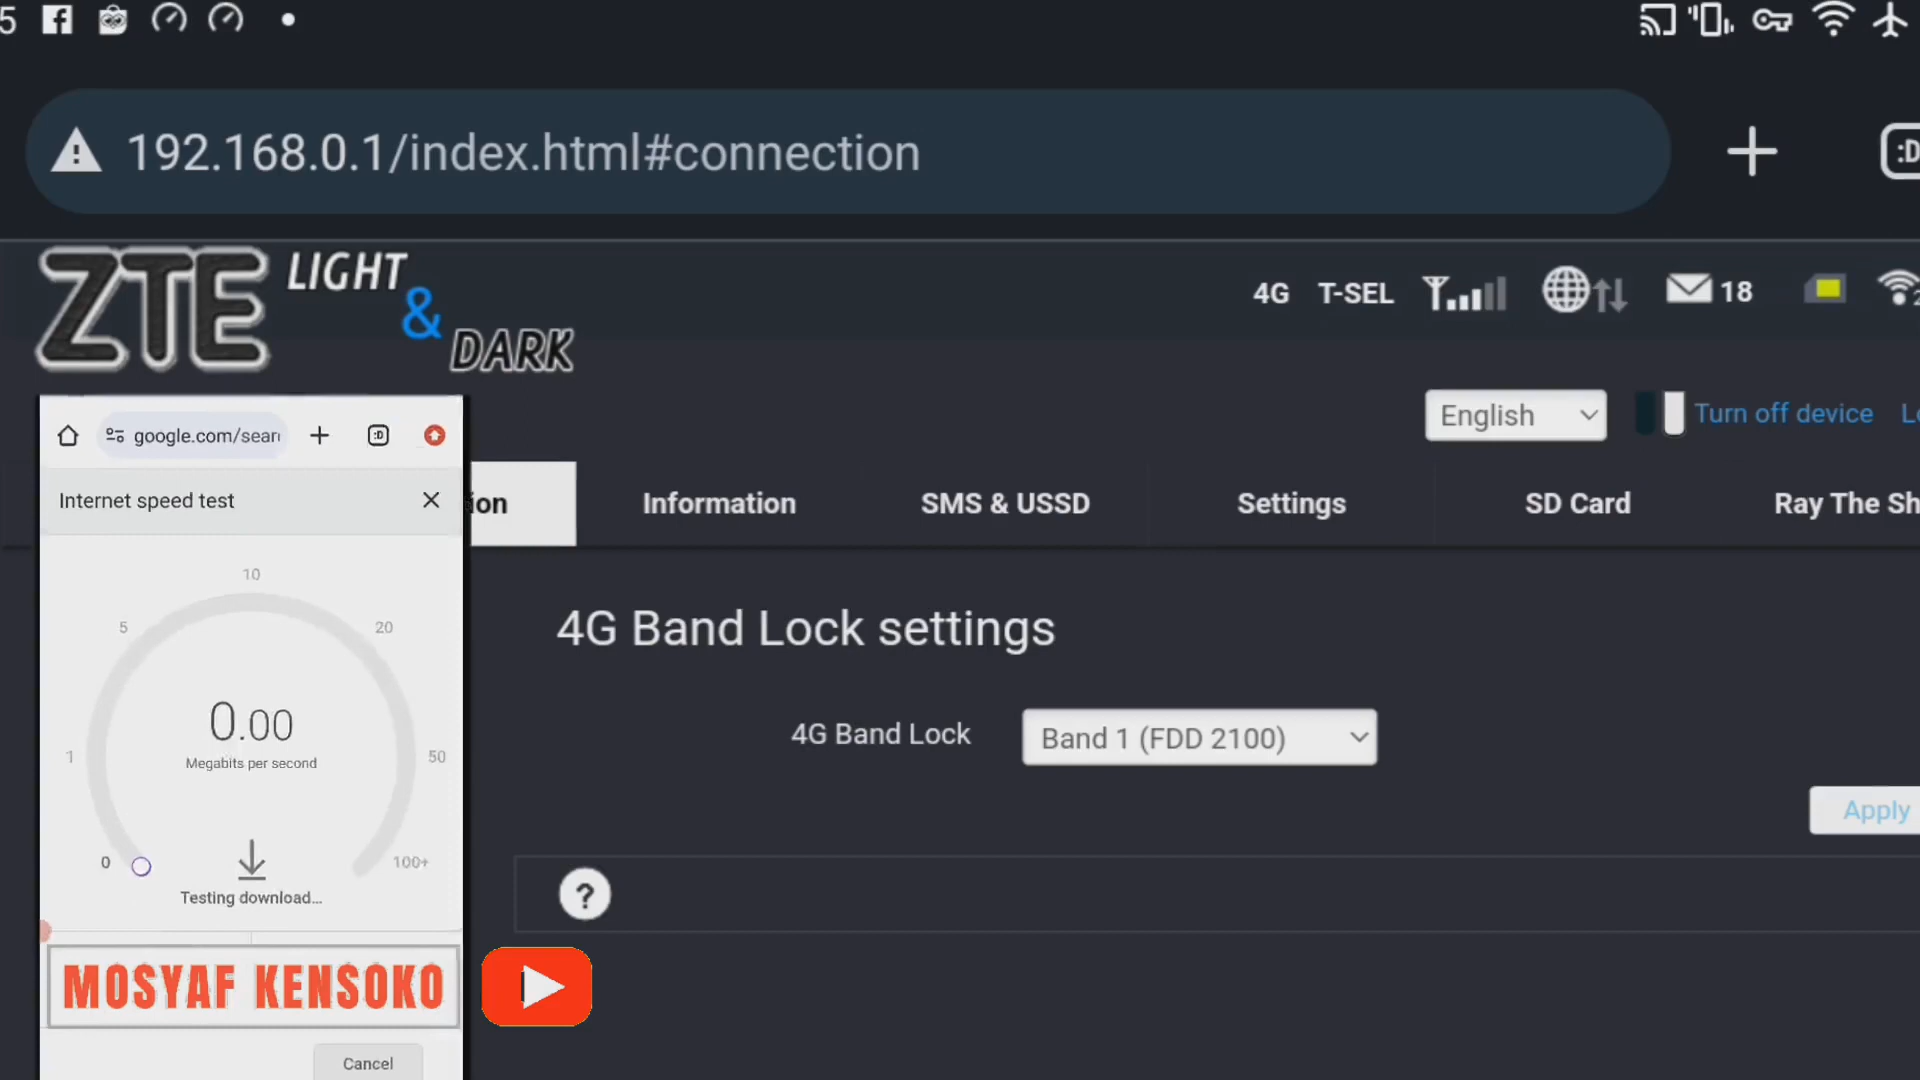 5
192.168.0.1/index.html#connection
:D
ZTE LIGHT
&
DARK
4G T-SEL 18
English
Turn off device
ion Information SMS & USSD Settings SD Card Ray The Sh
4G Band Lock settings
4G Band Lock Band 1 (FDD 2100)
Apply
?
google.com/sear
:D
Internet speed test
10
5 20
0.00
Megabits per second
1 50
0 100+
Testing download...
MOSYAF KENSOKO
Cancel